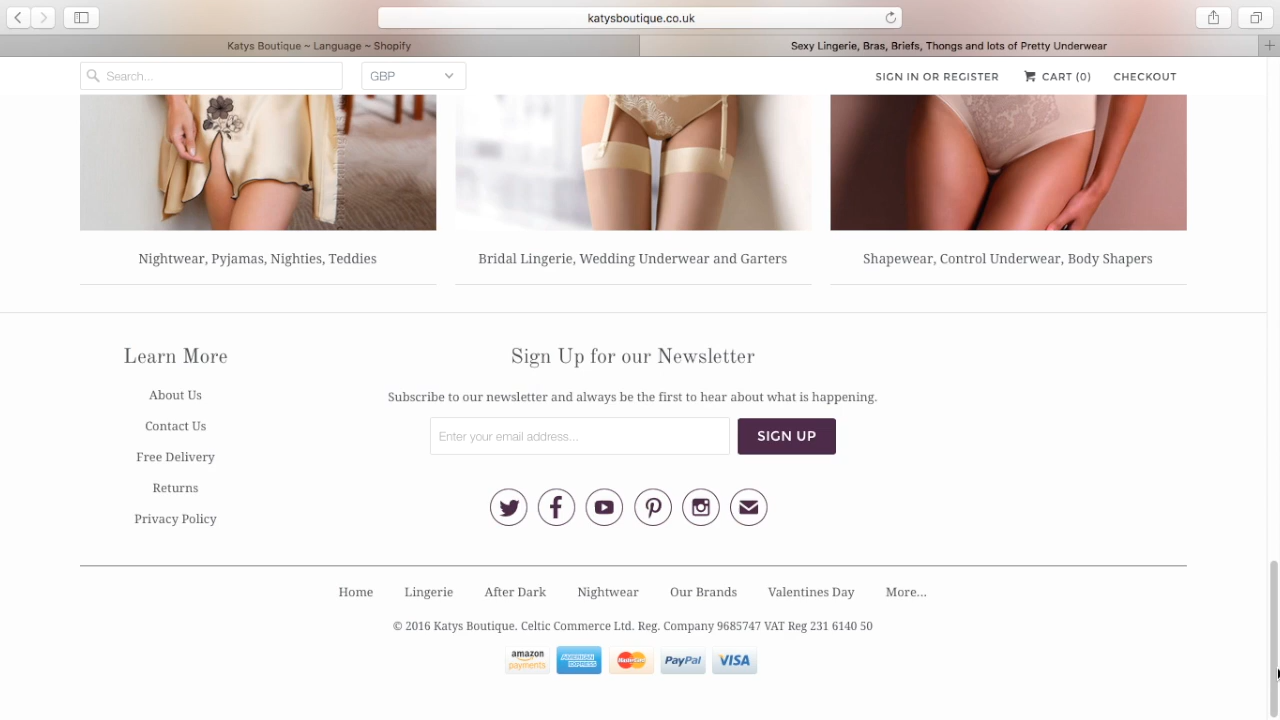 katysboutique.co.uk
Katys Boutique ~ Language ~ Shopify
Sexy Lingerie, Bras, Briefs, Thongs and lots of Pretty Underwear
Search...
GBP
SIGN IN OR REGISTER
CART (0)
CHECKOUT
Nightwear, Pyjamas, Nighties, Teddies
Bridal Lingerie, Wedding Underwear and Garters
Shapewear, Control Underwear, Body Shapers
Learn More
About Us
Contact Us
Free Delivery
Returns
Privacy Policy
Sign Up for our Newsletter
Subscribe to our newsletter and always be the first to hear about what is happening.
Enter your email address...
SIGN UP
Home Lingerie After Dark Nightwear Our Brands Valentines Day More...
© 2016 Katys Boutique. Celtic Commerce Ltd. Reg. Company 9685747 VAT Reg 231 6140 50
amazon payments
AMERICAN EXPRESS
MasterCard
PayPal
VISA